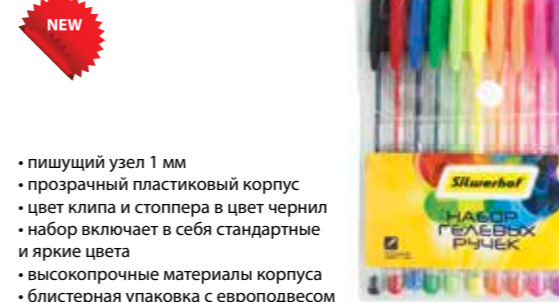 NEW
• пишущий узел 1 мм
• прозрачный пластиковый корпус
• цвет клипа и стоппера в цвет чернил
• набор включает в себя стандартные
и яркие цвета
• высокопрочные материалы корпуса
• блистерная упаковка с европодвесом
Silwerhof
НАБОР
ГЕЛЕВЫХ
РУЧЕК